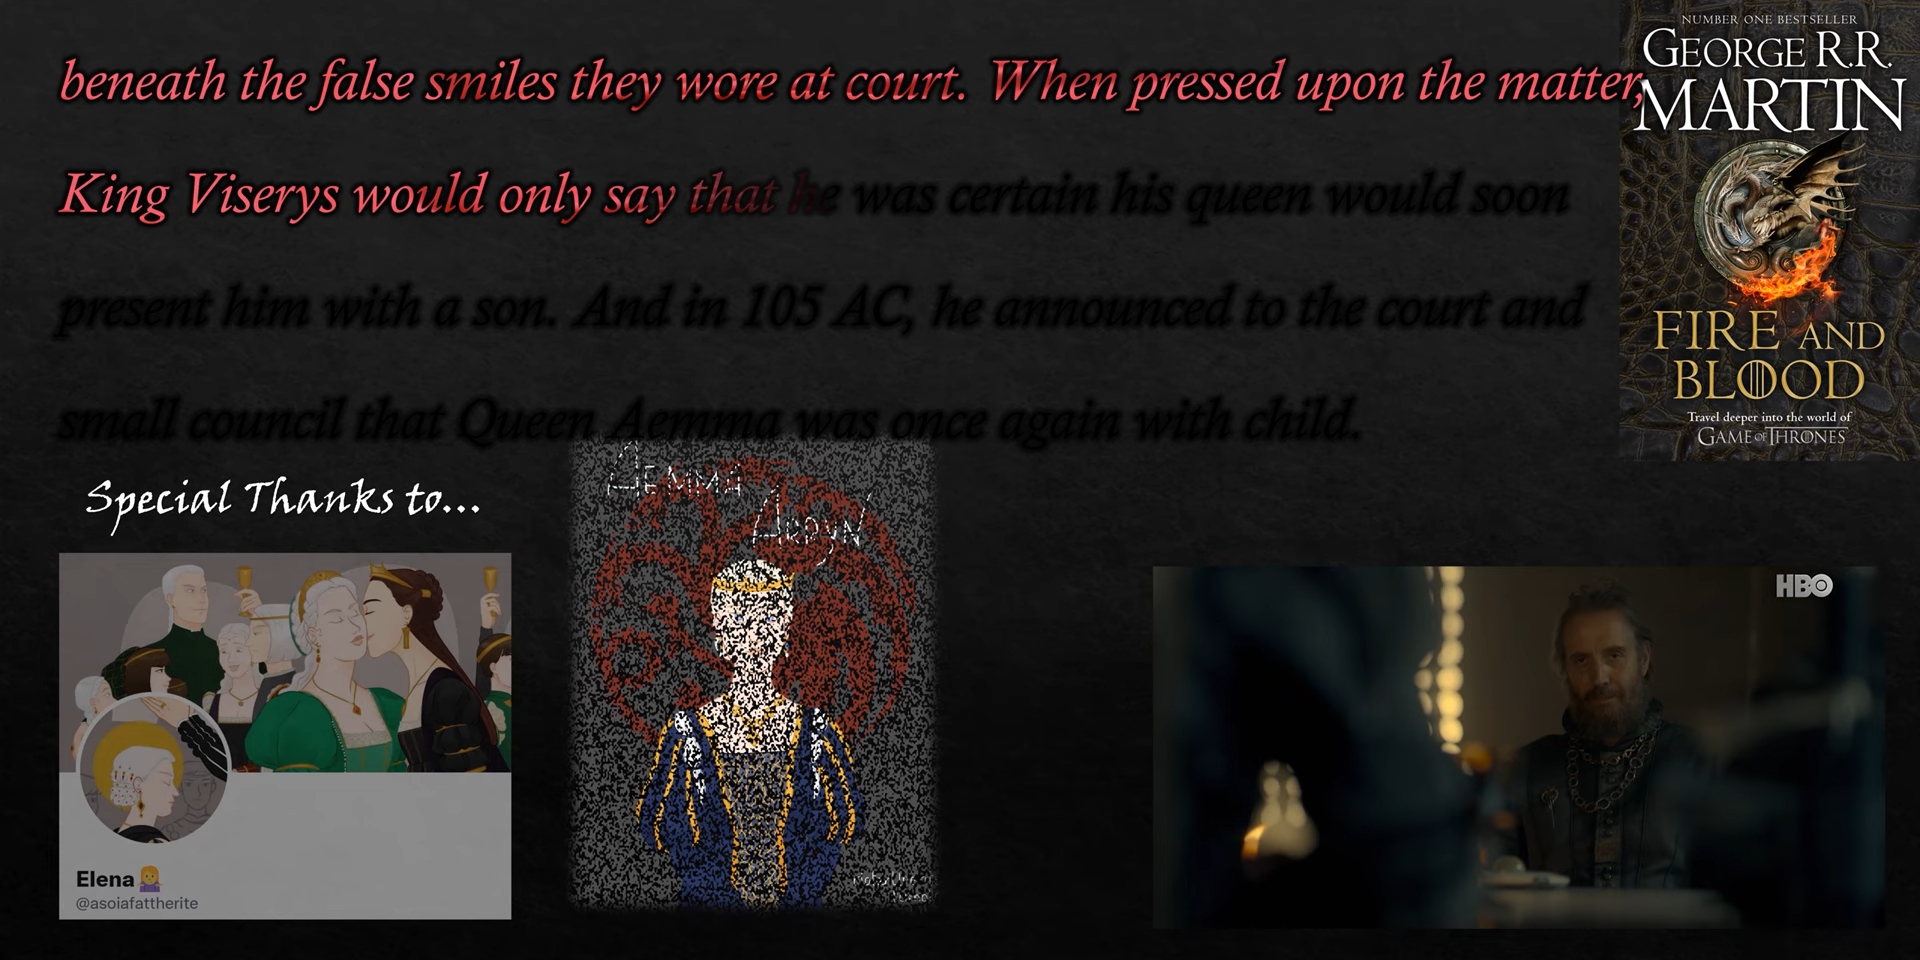 beneath the false smiles they wore at court. When pressed upon the matter,
King Viserys would only say that he was certain his queen would soon
present him with a son. And in 105 AC, he announced to the court and
small council that Queen Aemma was once again with child.
NUMBER ONE BESTSELLER
GEORGE R.R.
MARTIN
FIRE AND
BLOOD
Travel deeper into the world of
GAME OF THRONES
Special Thanks to...
Aemma
Arryn
HBO
Elena
@asoiafattherite